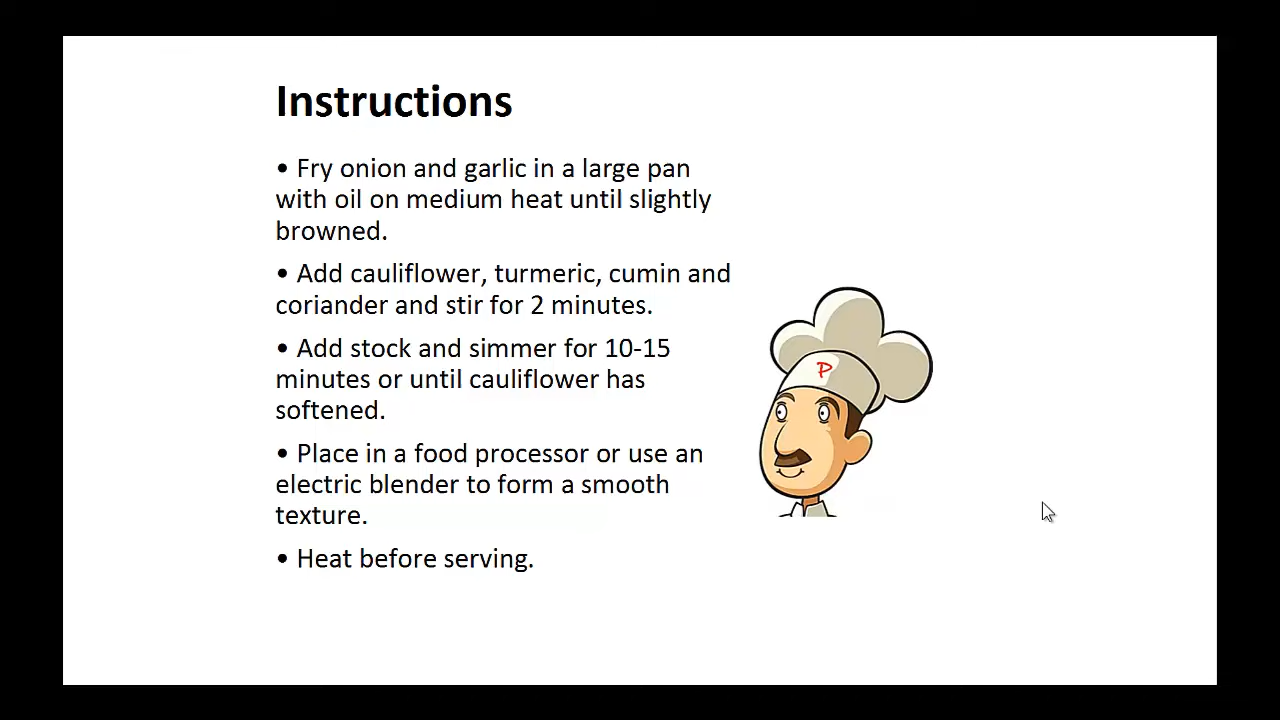 Instructions
• Fry onion and garlic in a large pan
with oil on medium heat until slightly
browned.
• Add cauliflower, turmeric, cumin and
coriander and stir for 2 minutes.
• Add stock and simmer for 10-15
minutes or until cauliflower has
softened.
• Place in a food processor or use an
electric blender to form a smooth
texture.
• Heat before serving.
P